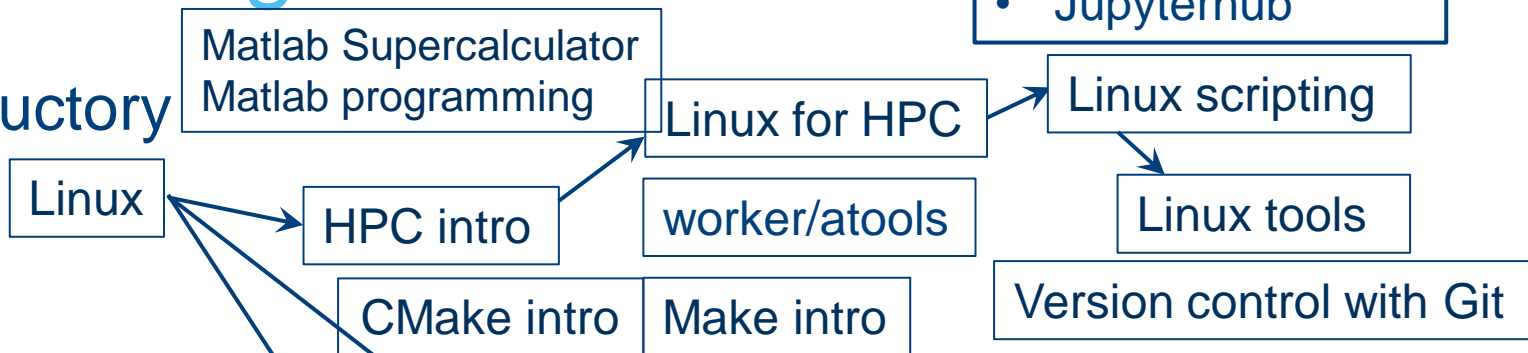 Jupyterhub
Matlab Supercalculator
Matlab programming
Linux for HPC
Linux scripting
Linux
HPC intro
worker/atools
Linux tools
CMake intro
Make intro
Version control with Git